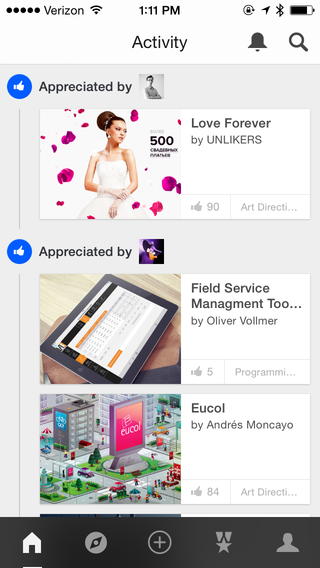 Verizon 1:11 PM
Activity
Appreciated by
Love Forever
by UNLIKERS
500
СВАДЕБНЫХ
ПЛАТЬЕВ
90 Art Directi...
Appreciated by
Field Service
Managment Too...
by Oliver Vollmer
5 Programmi...
Eucol
by Andrés Moncayo
eucol
84 Art Directi...